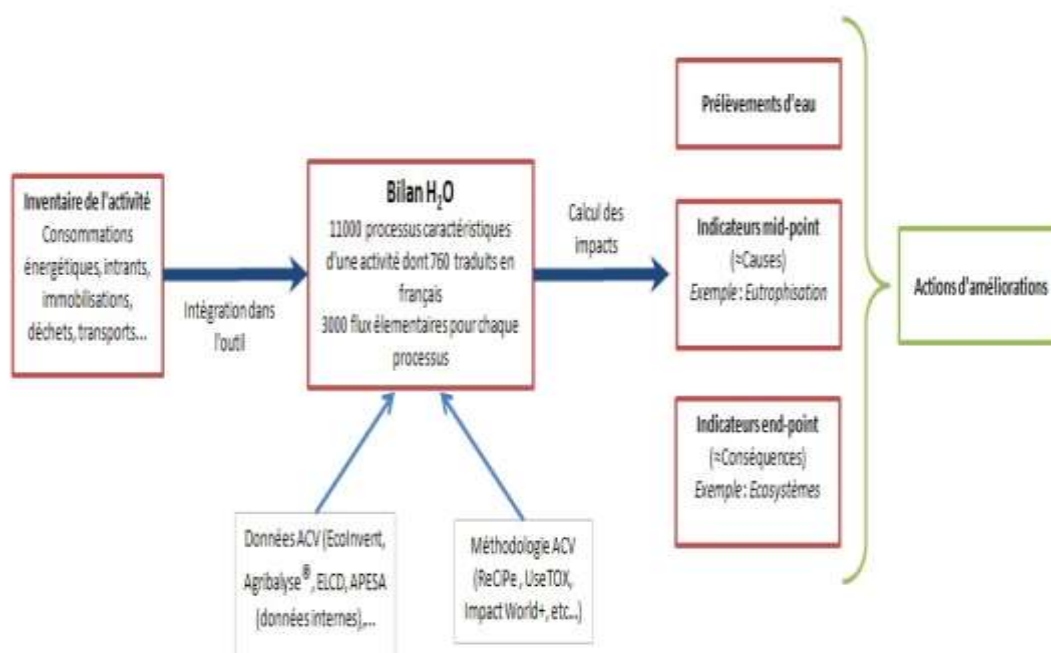 Inventaire de l'activité
Consommations
énergétiques, intrants,
immobilisations,
déchets, transports...
Intégration dans
l'outil
Bilan H₂O
11000 processus caractéristiques
d'une activité dont 760 traduits en
français
3000 flux élementaires pour chaque
processus
Données ACV (EcoInvent,
Agribalyse®, ELCD, APESA
(données internes),...
Méthodologie ACV
(ReCiPe, UseTOX,
Impact World+, etc...)
Calcul des
impacts
Prélèvements d'eau
Indicateurs mid-point
(≈Causes)
Exemple : Eutrophisation
Indicateurs end-point
(≈Conséquences)
Exemple : Ecosystèmes
Actions d'améliorations